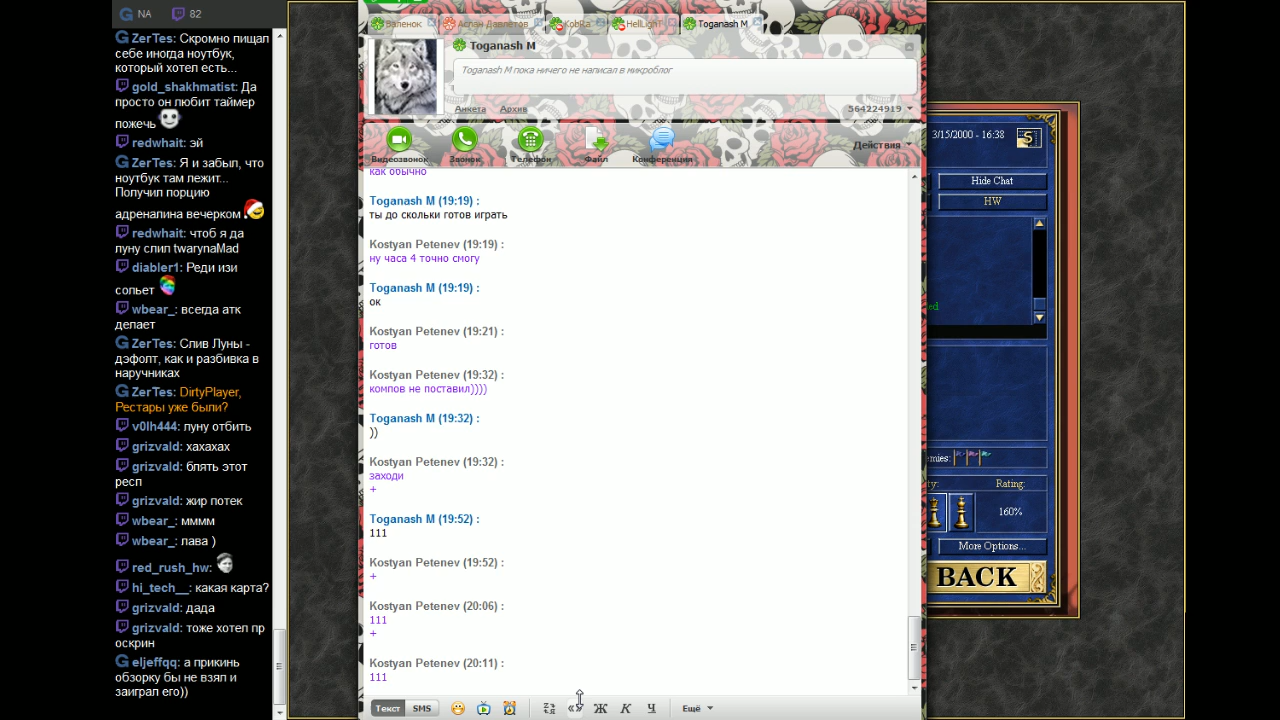 NA 82
ZerTes: Скромно пищал
себе иногда ноутбук,
который хотел есть...
gold_shakhmatist: Да
просто он любит таймер
пожечь
redwhait: эй
ZerTes: Я и забыл, что
ноутбук там лежит...
Получил порцию
адреналина вечерком
redwhait: чтоб я да
луну слип twarynaMad
diabler1: Реди изи
сольет
wbear_: всегда атк
делает
ZerTes: Слив Луны -
дэфолт, как и разбивка в
наручниках
ZerTes: DirtyPlayer,
Рестары уже были?
v0lh444: луну отбить
grizvald: хахахах
grizvald: блять этот
респ
grizvald: жир потек
wbear_: мммм
wbear_: лава )
red_rush_hw:
hi_tech__: какая карта?
grizvald: дада
grizvald: тоже хотел пр
оскрин
eljeffqq: а прикинь
обзорку бы не взял и
заиграл его))
Валенок Аслан Давлетов KobRa HellLight Toganash M
Toganash M
Toganash M пока ничего не написал в микроблог
Анкета Архив 564224919
Видеозвонок Звонок Телефон Файл Конференция Действия
как обычно
Toganash M (19:19) :
ты до скольки готов играть
Kostyan Petenev (19:19) :
ну часа 4 точно смогу
Toganash M (19:19) :
ок
Kostyan Petenev (19:21) :
готов
Kostyan Petenev (19:32) :
компов не поставил))))
Toganash M (19:32) :
))
Kostyan Petenev (19:32) :
заходи
+
Toganash M (19:52) :
111
Kostyan Petenev (19:52) :
+
Kostyan Petenev (20:06) :
111
+
Kostyan Petenev (20:11) :
111
Текст SMS Ж К Ч Ещё
3/15/2000 - 16:38
Hide Chat
HW
ed
emies:
ty: Rating:
160%
More Options...
BACK